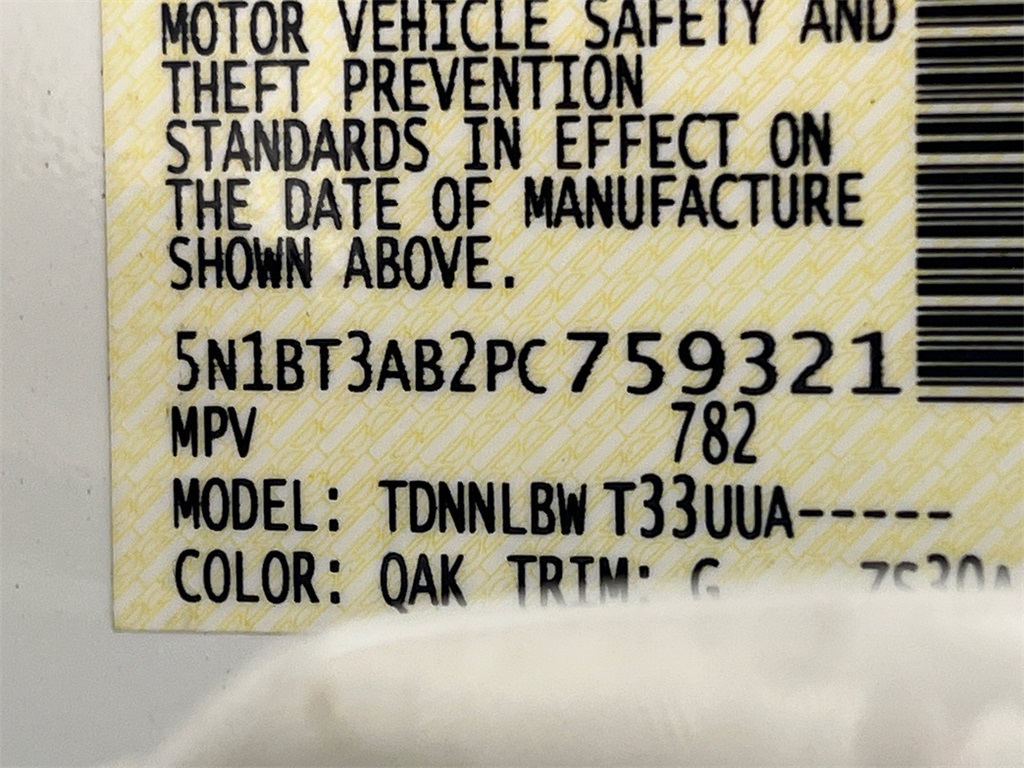 MOTOR VEHICLE SAFETY AND
THEFT PREVENTION
STANDARDS IN EFFECT ON
THE DATE OF MANUFACTURE
SHOWN ABOVE.
5N1BT3AB2PC759321
MPV 782
MODEL: TDNNLBW T33UUA-----
COLOR: QAK TRIM: G